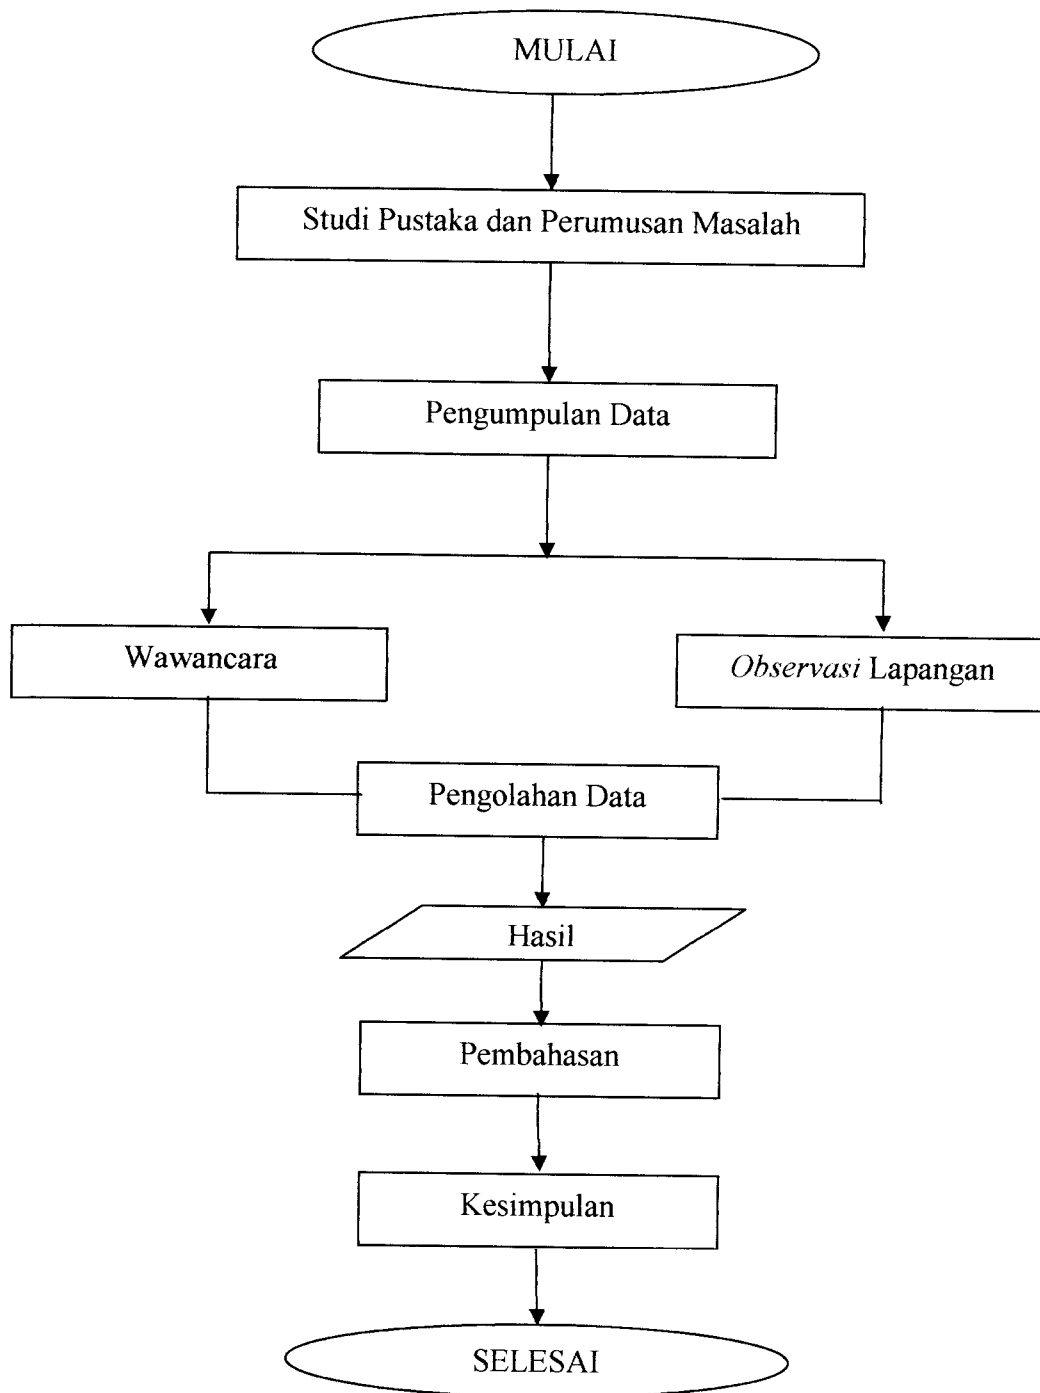 MULAI
Studi Pustaka dan Perumusan Masalah
Pengumpulan Data
Wawancara
Observasi Lapangan
Pengolahan Data
Hasil
Pembahasan
Kesimpulan
SELESAI